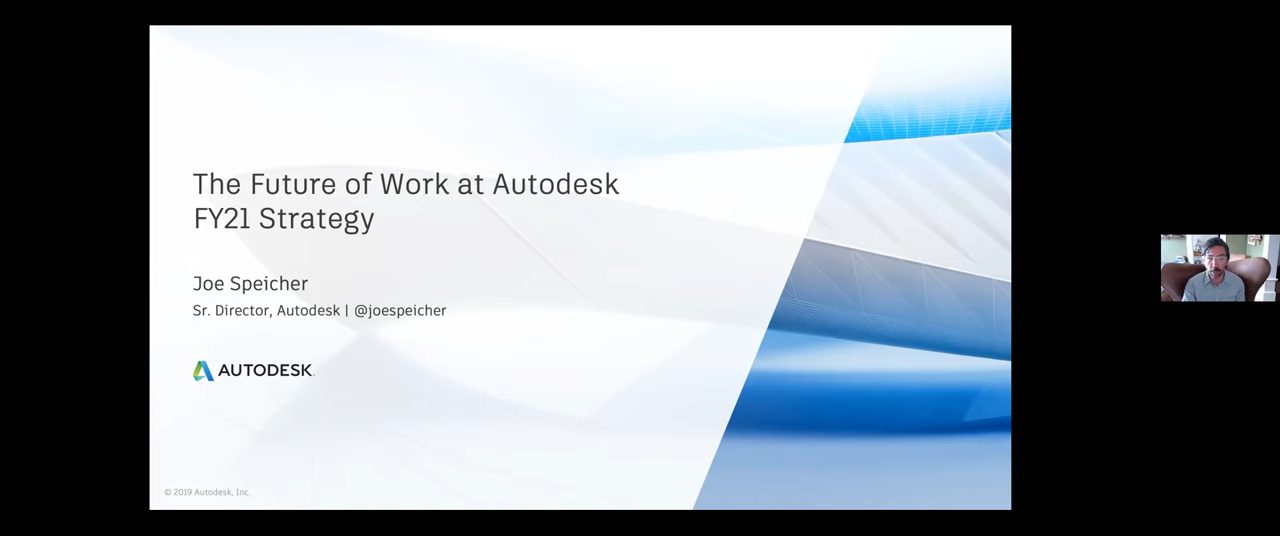 The Future of Work at Autodesk
FY21 Strategy
Joe Speicher
Sr. Director, Autodesk | @joespeicher
AUTODESK
© 2019 Autodesk, Inc.